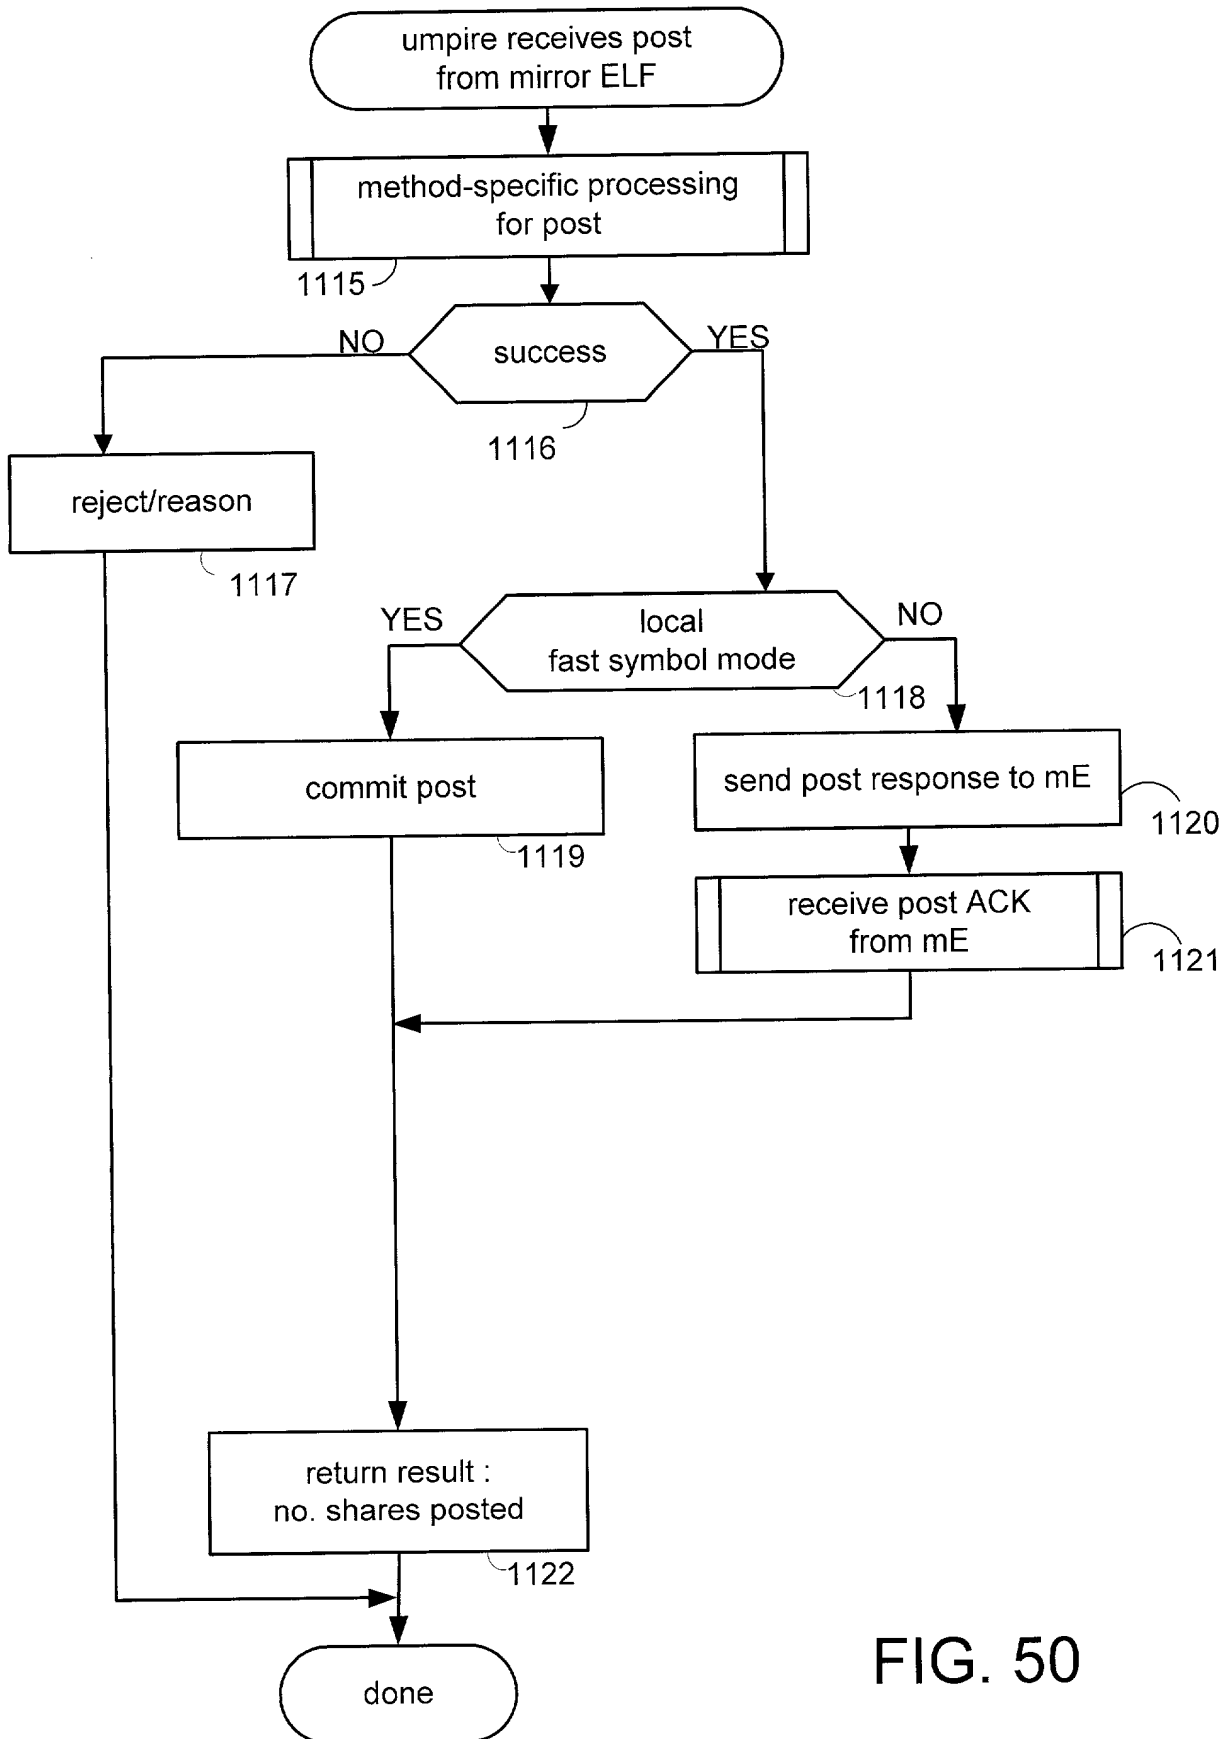 umpire receives post
from mirror ELF
method-specific processing
for post
1115
NO
YES
success
1116
reject/reason
1117
YES
NO
local
fast symbol mode
1118
commit post
1119
send post response to mE
1120
receive post ACK
from mE
1121
return result :
no. shares posted
1122
done
FIG. 50